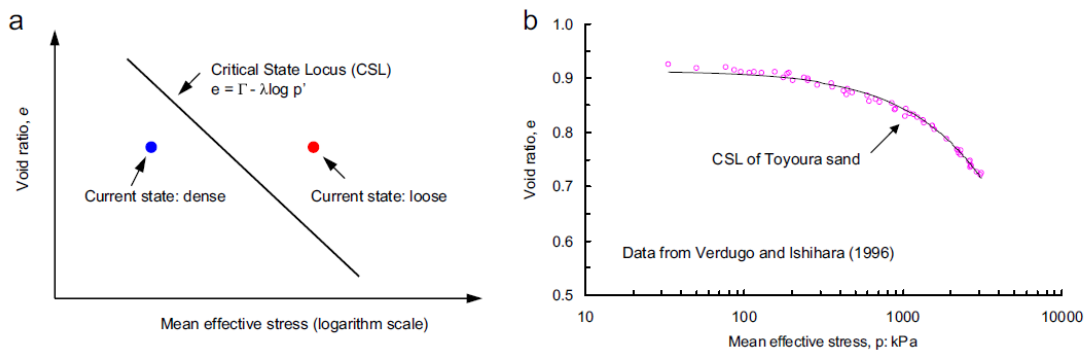 a
Critical State Locus (CSL)
e = Γ - λlog p'
Void ratio, e
Current state: dense
Current state: loose
Mean effective stress (logarithm scale)
b
1.0
0.9
0.8
0.7
0.6
0.5
Void ratio, e
CSL of Toyoura sand
Data from Verdugo and Ishihara (1996)
10
100
1000
10000
Mean effective stress, p: kPa